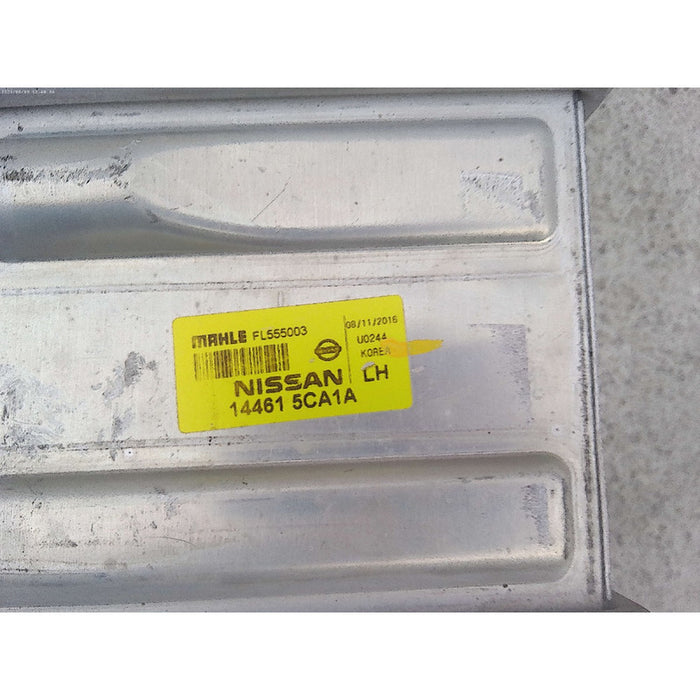 MAHLE FL555003
08/11/2016
U0244
KOREA
NISSAN
LH
14461 5CA1A